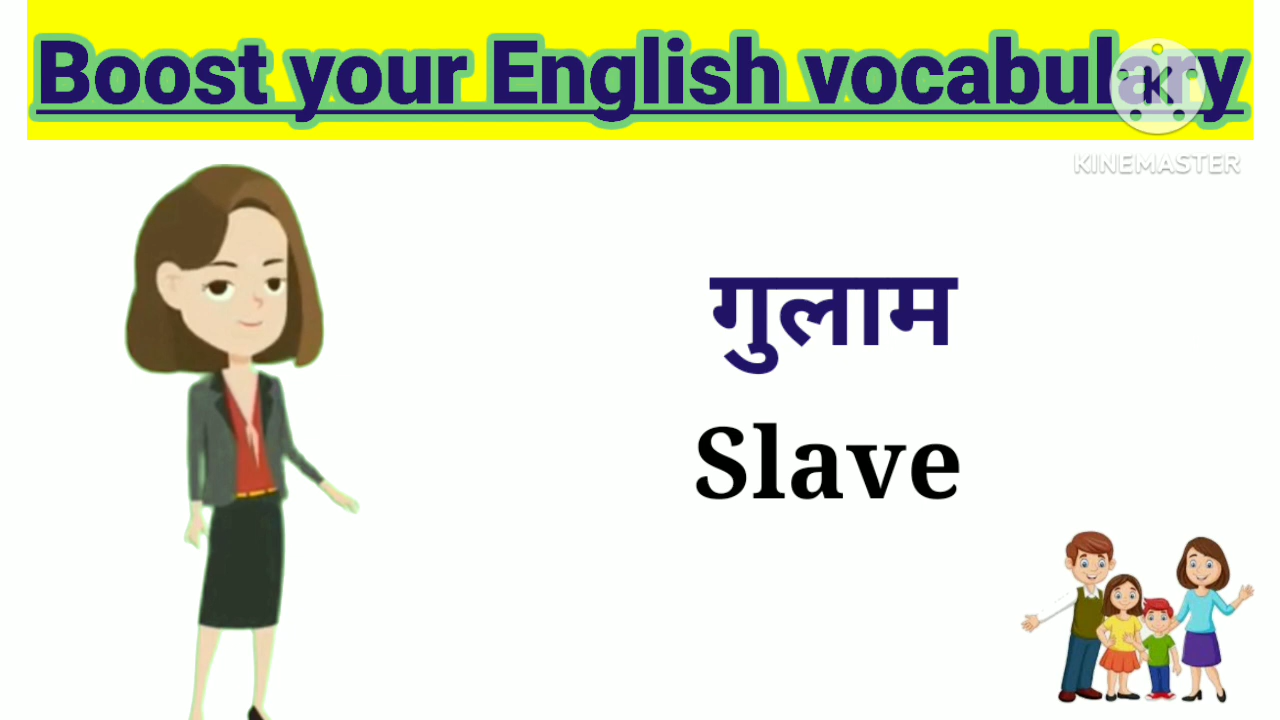 Boost your English vocabulary
K
KINEMASTER
गुलाम
Slave